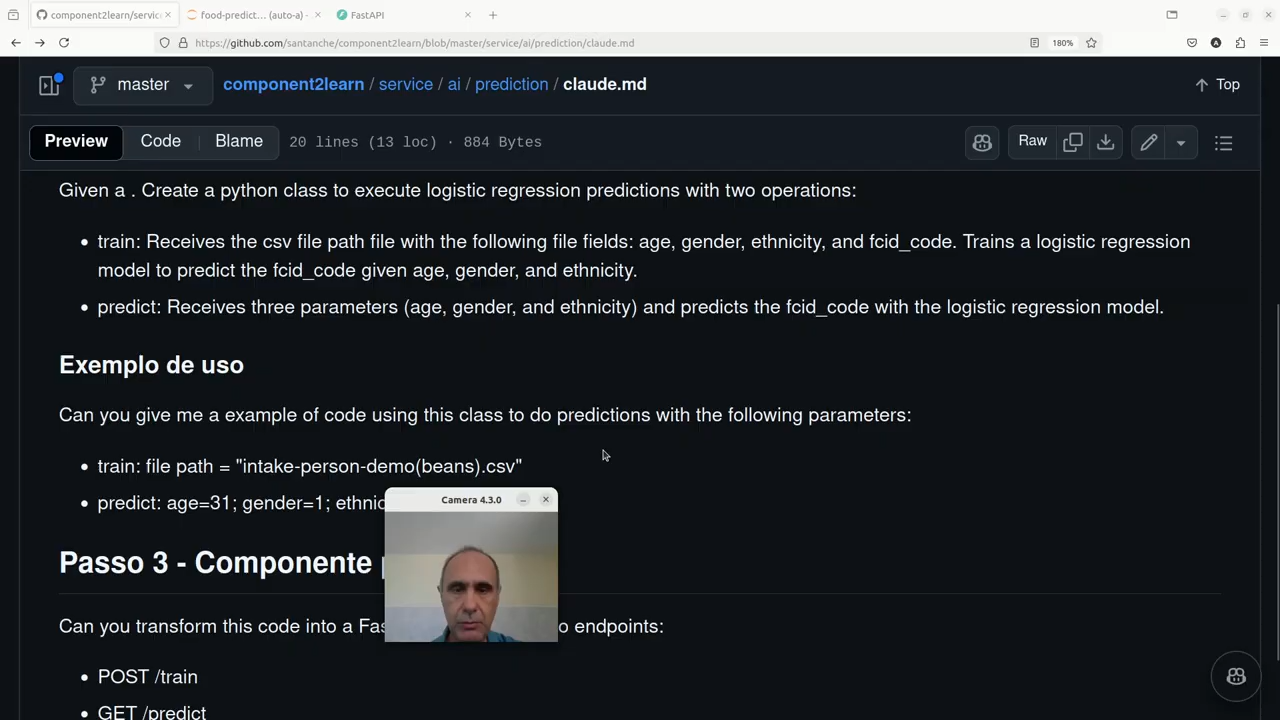 component2learn/service
food-predict… (auto-a) -
FastAPI
https://github.com/santanche/component2learn/blob/master/service/ai/prediction/claude.md
180%
master
component2learn / service / ai / prediction / claude.md
Top
Preview
Code
Blame
20 lines (13 loc) · 884 Bytes
Raw
Given a . Create a python class to execute logistic regression predictions with two operations:
• train: Receives the csv file path file with the following file fields: age, gender, ethnicity, and fcid_code. Trains a logistic regression
model to predict the fcid_code given age, gender, and ethnicity.
• predict: Receives three parameters (age, gender, and ethnicity) and predicts the fcid_code with the logistic regression model.
Exemplo de uso
Can you give me a example of code using this class to do predictions with the following parameters:
• train: file path = "intake-person-demo(beans).csv"
• predict: age=31; gender=1;
Camera 4.3.0
Passo 3 - Componente
Can you transform this code into a
endpoints:
• POST /train
• GET /predict